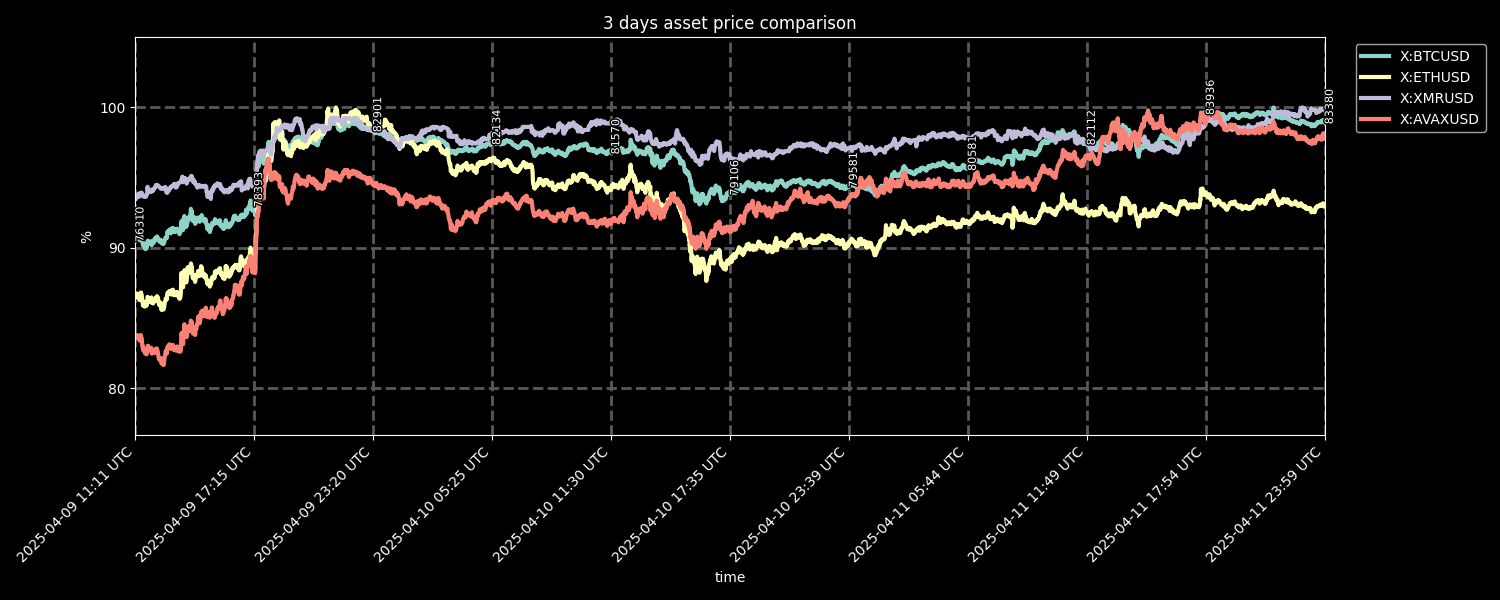 3 days asset price comparison
X:BTCUSD
X:ETHUSD
X:XMRUSD
X:AVAXUSD
%
100
90
80
76310
78393
82901
82134
81570
79106
79581
80581
82112
83936
83380
2025-04-09 11:11 UTC
2025-04-09 17:15 UTC
2025-04-09 23:20 UTC
2025-04-10 05:25 UTC
2025-04-10 11:30 UTC
2025-04-10 17:35 UTC
2025-04-10 23:39 UTC
2025-04-11 05:44 UTC
2025-04-11 11:49 UTC
2025-04-11 17:54 UTC
2025-04-11 23:59 UTC
time